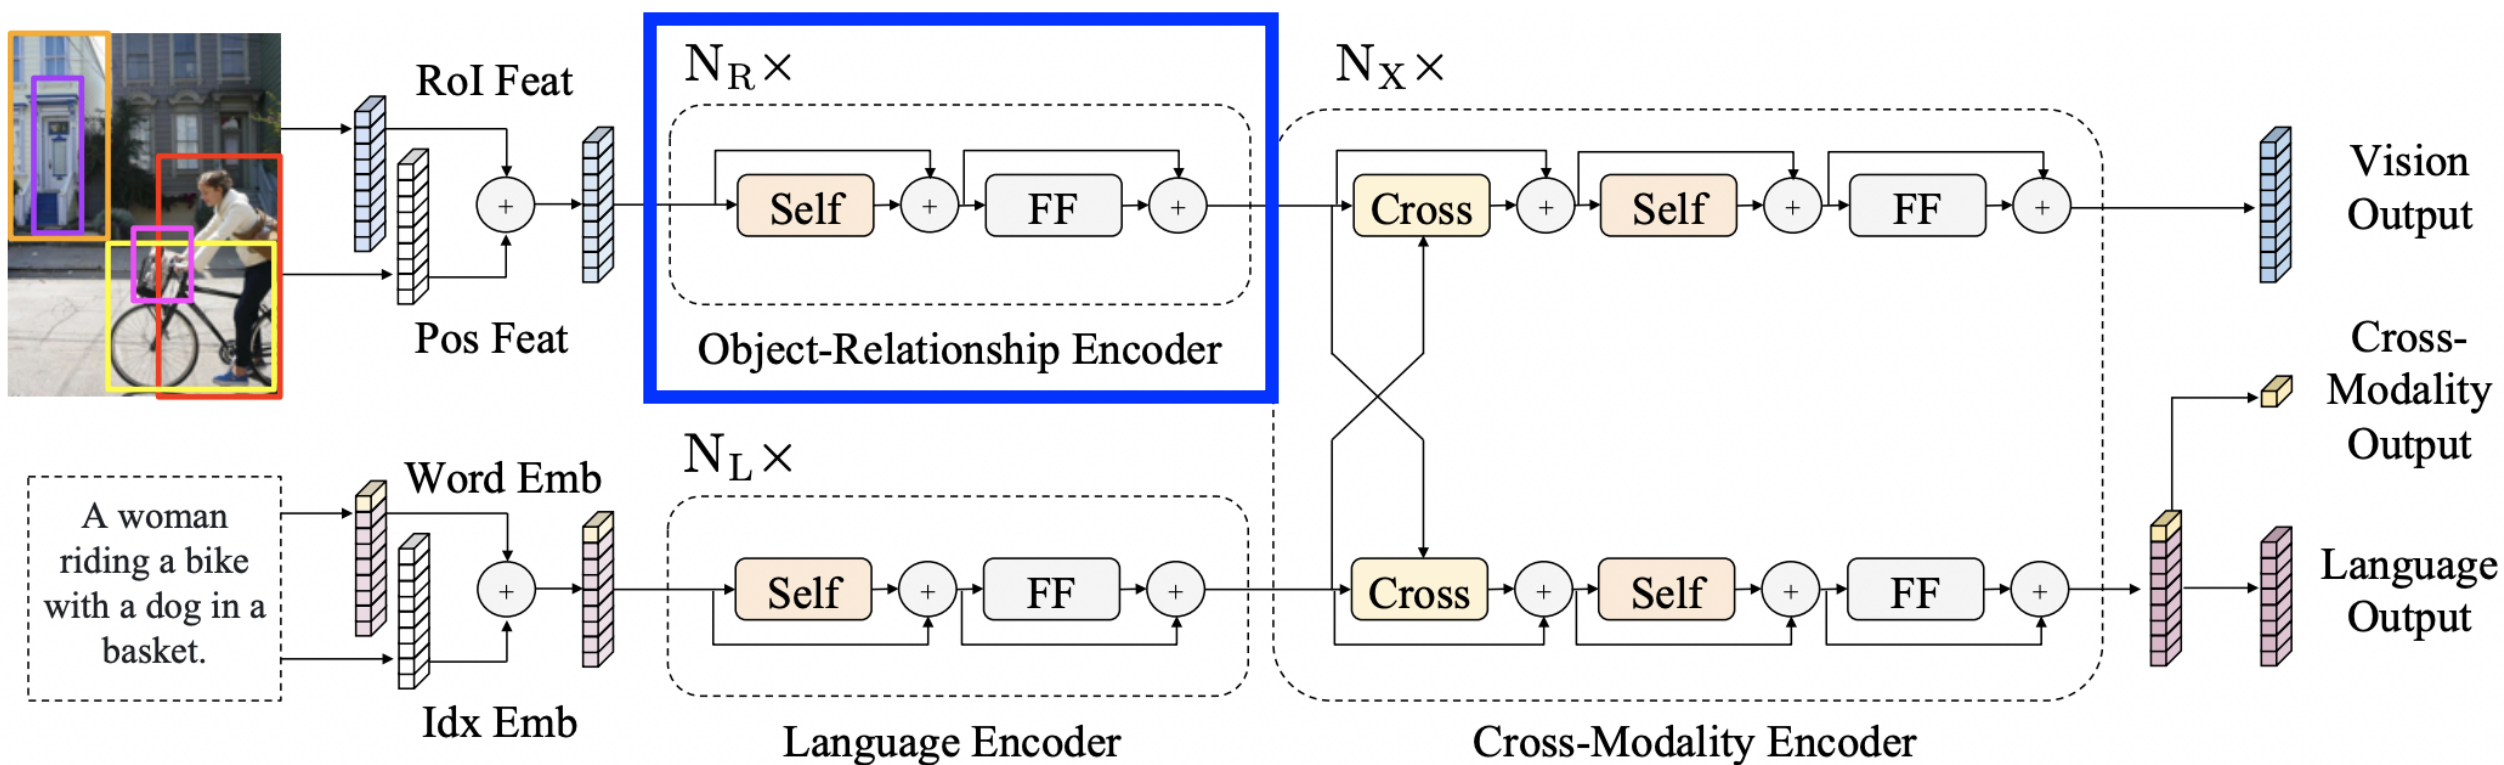 RoI Feat
Pos Feat
N_R ×
Self
+
FF
+
+
Object-Relationship Encoder
N_X ×
Cross
+
Self
+
FF
+
Vision
Output
Cross-
Modality
Output
A woman
riding a bike
with a dog in a
basket.
Word Emb
Idx Emb
+
N_L ×
Self
+
FF
+
Language Encoder
Cross
+
Self
+
FF
+
Cross-Modality Encoder
Language
Output